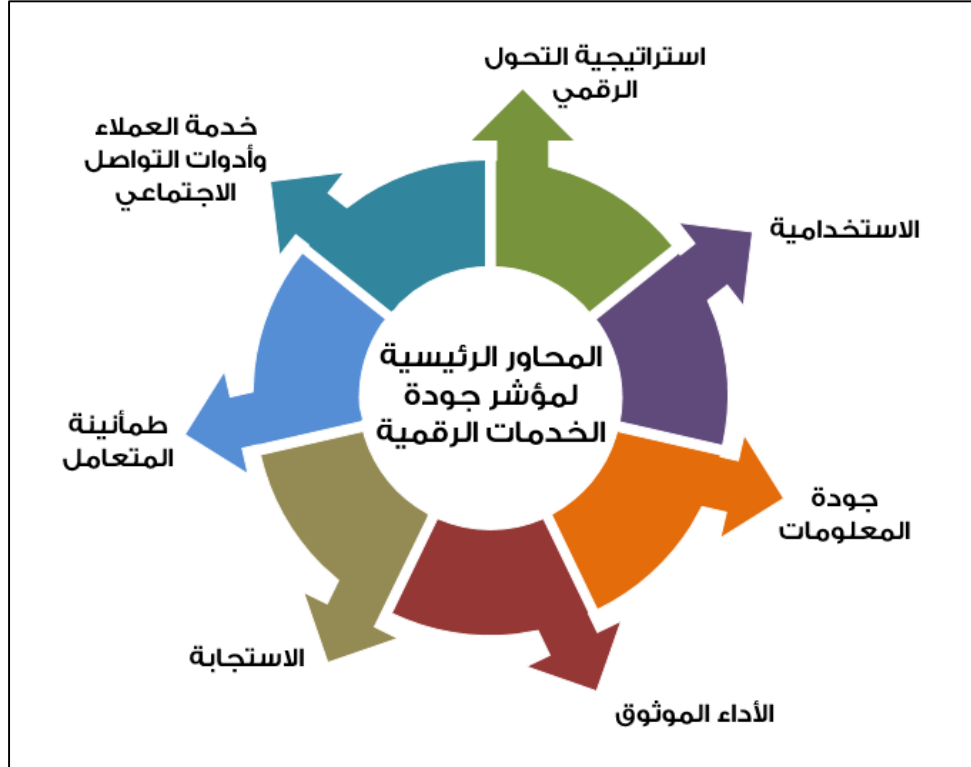 المحاور الرئيسية
لمؤشر جودة
الخدمات الرقمية
استراتيجية التحول
الرقمي
الاستخدامية
جودة
المعلومات
الأداء الموثوق
الاستجابة
طمأنينة
المتعامل
خدمة العملاء
وأدوات التواصل
الاجتماعي